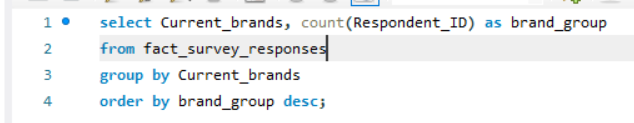 1 select Current_brands, count(Respondent_ID) as brand_group
2 from fact_survey_responses
3 group by Current_brands
4 order by brand_group desc;